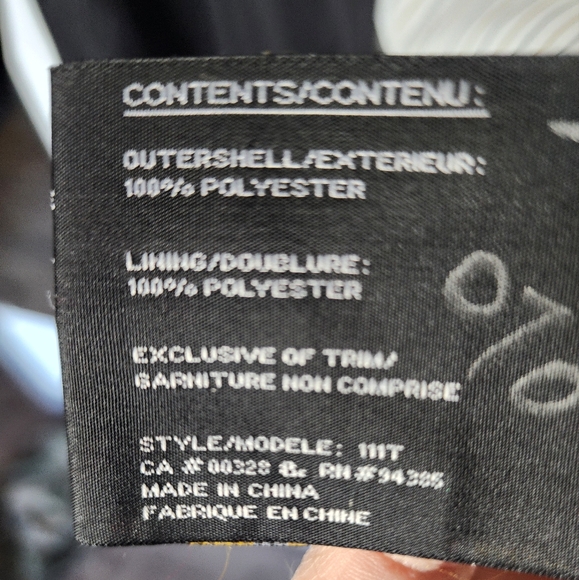 CONTENTS/CONTENU:
OUTERSHELL/EXTERIEUR:
100% POLYESTER
LINING/DOUBLURE:
100% POLYESTER
EXCLUSIVE OF TRIM/
GARNITURE NON COMPRISE
STYLE/MODELE: 111T
CA #00328 & RN #94385
MADE IN CHINA
FABRIQUE EN CHINE